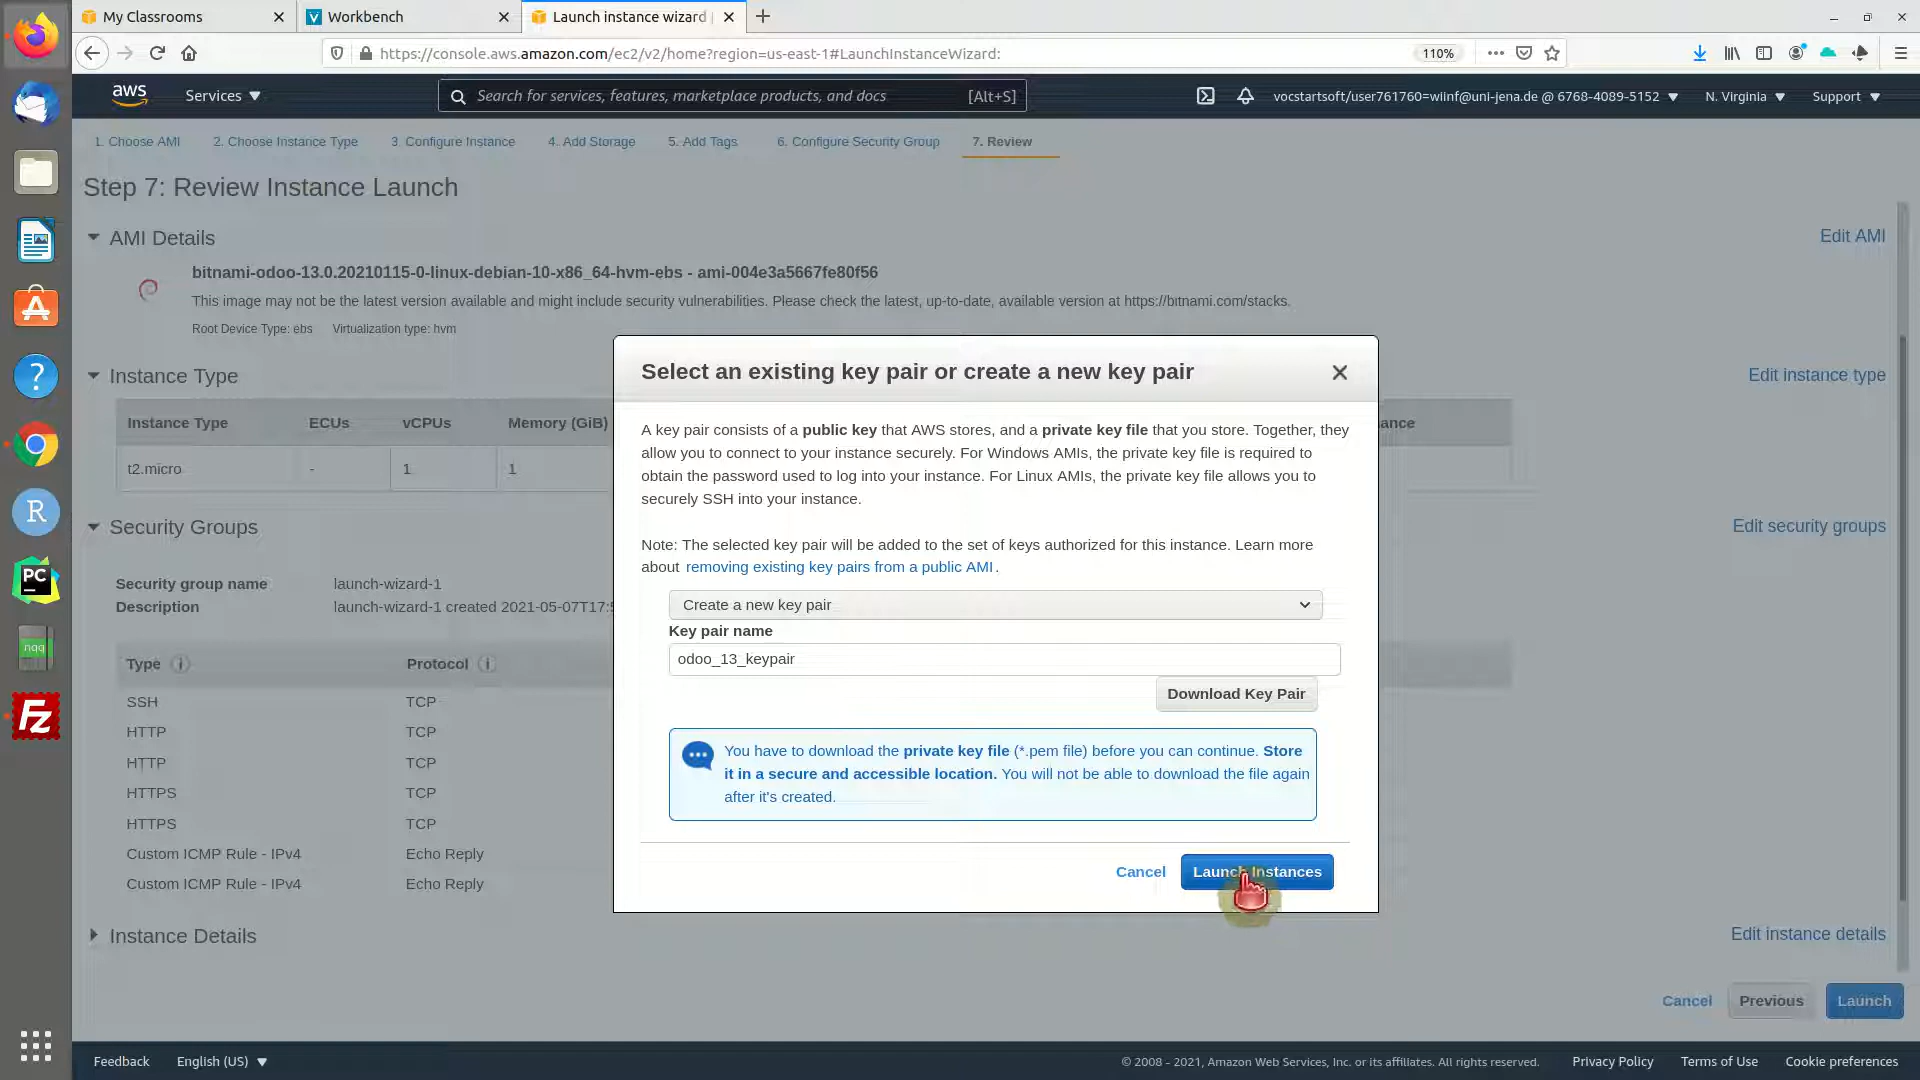 My Classrooms
Workbench
Launch instance wizard
https://console.aws.amazon.com/ec2/v2/home?region=us-east-1#LaunchInstanceWizard:
110%
aws
Services
Search for services, features, marketplace products, and docs [Alt+S]
vocstartsoft/user761760=wiinf@uni-jena.de @ 6768-4089-5152
N. Virginia
Support
1. Choose AMI 2. Choose Instance Type 3. Configure Instance 4. Add Storage 5. Add Tags 6. Configure Security Group 7. Review
Step 7: Review Instance Launch
AMI Details
Edit AMI
bitnami-odoo-13.0.20210115-0-linux-debian-10-x86_64-hvm-ebs - ami-004e3a5667fe80f56
This image may not be the latest version available and might include security vulnerabilities. Please check the latest, up-to-date, available version at https://bitnami.com/stacks.
Root Device Type: ebs Virtualization type: hvm
Instance Type
Edit instance type
Instance Type ECUs vCPUs Memory (GiB)
t2.micro - 1 1
Security Groups
Edit security groups
Security group name launch-wizard-1
Description launch-wizard-1 created 2021-05-07T17:
Type Protocol
SSH TCP
HTTP TCP
HTTP TCP
HTTPS TCP
HTTPS TCP
Custom ICMP Rule - IPv4 Echo Reply
Custom ICMP Rule - IPv4 Echo Reply
Instance Details
Edit instance details
Select an existing key pair or create a new key pair
A key pair consists of a public key that AWS stores, and a private key file that you store. Together, they
allow you to connect to your instance securely. For Windows AMIs, the private key file is required to
obtain the password used to log into your instance. For Linux AMIs, the private key file allows you to
securely SSH into your instance.
Note: The selected key pair will be added to the set of keys authorized for this instance. Learn more
about removing existing key pairs from a public AMI.
Create a new key pair
Key pair name
odoo_13_keypair
Download Key Pair
You have to download the private key file (*.pem file) before you can continue. Store
it in a secure and accessible location. You will not be able to download the file again
after it's created.
Cancel
Launch Instances
Cancel
Previous
Launch
Feedback
English (US)
© 2008 - 2021, Amazon Web Services, Inc. or its affiliates. All rights reserved.
Privacy Policy
Terms of Use
Cookie preferences
R
PC
nqq
Fz